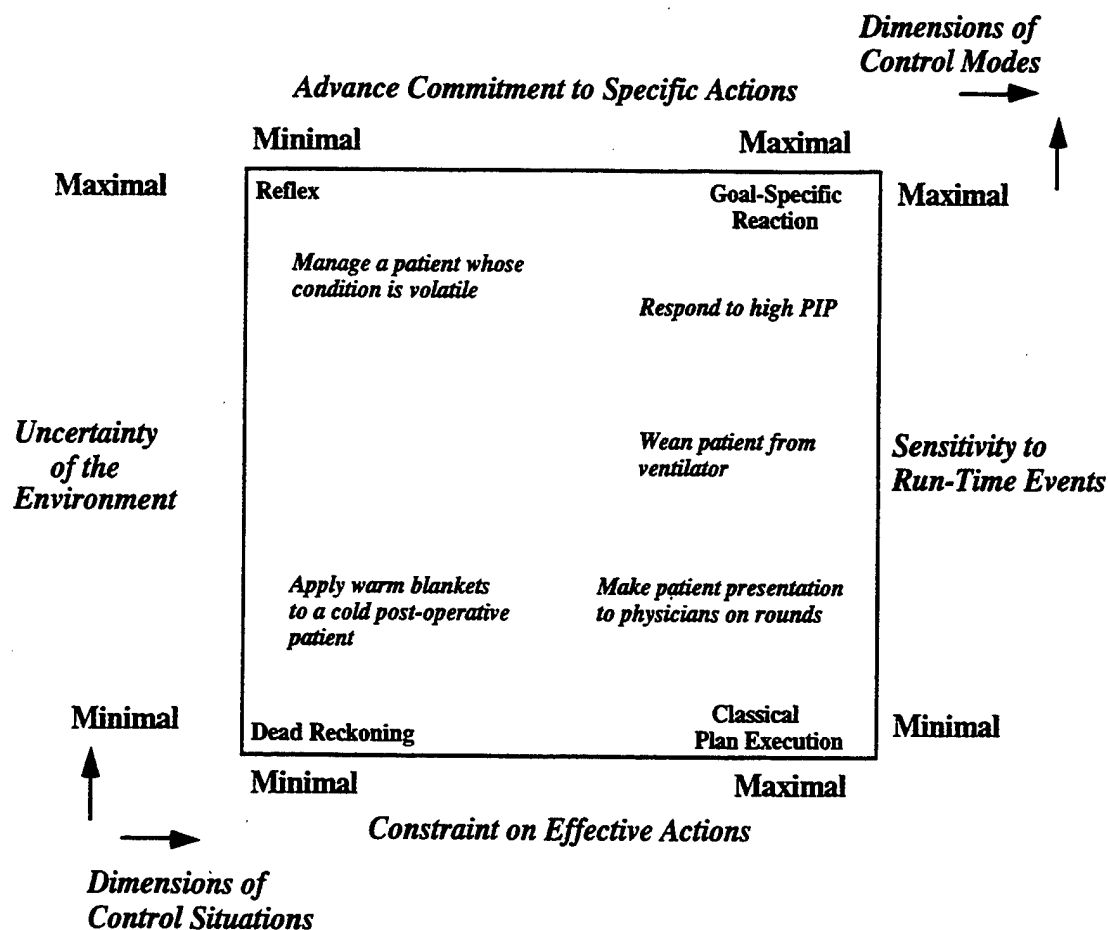 Dimensions of
Control Modes
Advance Commitment to Specific Actions
Minimal
Maximal
Maximal
Reflex
Goal-Specific
Reaction
Maximal
Manage a patient whose
condition is volatile
Respond to high PIP
Uncertainty
of the
Environment
Wean patient from
ventilator
Sensitivity to
Run-Time Events
Apply warm blankets
to a cold post-operative
patient
Make patient presentation
to physicians on rounds
Minimal
Dead Reckoning
Classical
Plan Execution
Minimal
Minimal
Maximal
Constraint on Effective Actions
Dimensions of
Control Situations